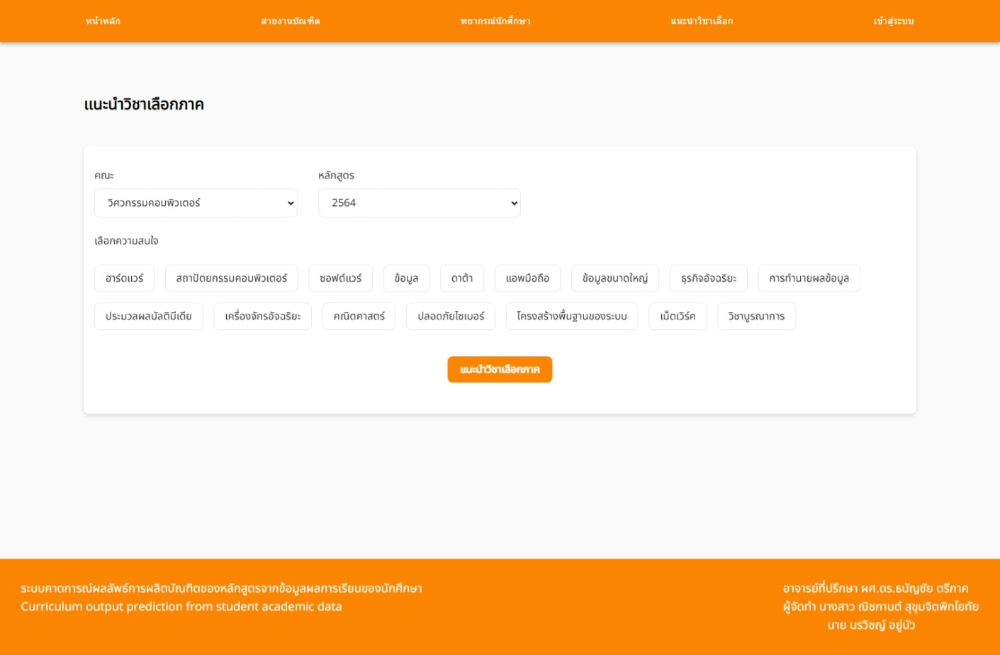 หน้าหลัก สายงานบัณฑิต พยากรณ์นักศึกษา แนะนำวิชาเลือก เข้าสู่ระบบ
แนะนำวิชาเลือกภาค
คณะ หลักสูตร
วิศวกรรมคอมพิวเตอร์ 2564
เลือกความสนใจ
ฮาร์ดแวร์ สถาปัตยกรรมคอมพิวเตอร์ ซอฟต์แวร์ ข้อมูล ดาต้า แอพมือถือ ข้อมูลขนาดใหญ่ ธุรกิจอัจฉริยะ การทำนายผลข้อมูล
ประมวลผลมัลติมีเดีย เครื่องจักรอัจฉริยะ คณิตศาสตร์ ปลอดภัยไซเบอร์ โครงสร้างพื้นฐานของระบบ เน็ตเวิร์ค วิชาบูรณาการ
แนะนำวิชาเลือกภาค
ระบบคาดการณ์ผลลัพธ์การผลิตบัณฑิตของหลักสูตรจากข้อมูลผลการเรียนของนักศึกษา
Curriculum output prediction from student academic data
อาจารย์ที่ปรึกษา ผศ.ดร.ธนัญชัย ตรีภาค
ผู้จัดทำ นางสาว ณิชกานต์ สุขุมจิตพิทโยทัย
นาย นรวิชญ์ อยู่บัว